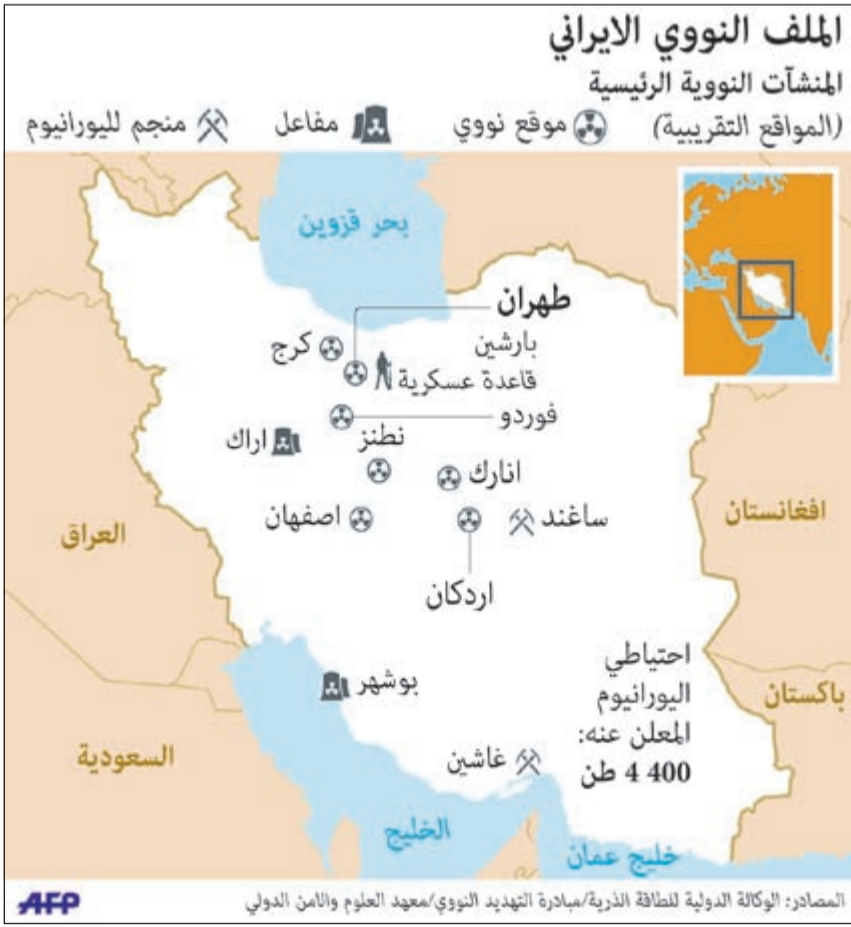 الملف النووي الايراني
المنشآت النووية الرئيسية
(المواقع التقريبية) موقع نووي مفاعل منجم لليورانيوم
بحر قزوين
طهران
كرج
بارشين
قاعدة عسكرية
فوردو
نطنز
اراك
انارك
ساغند
اصفهان
اردكان
افغانستان
العراق
احتياطي
اليورانيوم
المعلن عنه:
4 400 طن
بوشهر
باكستان
السعودية
غاشين
الخليج
خليج عمان
المصادر: الوكالة الدولية للطاقة الذرية/مبادرة التهديد النووي/معهد العلوم والامن الدولي
AFP